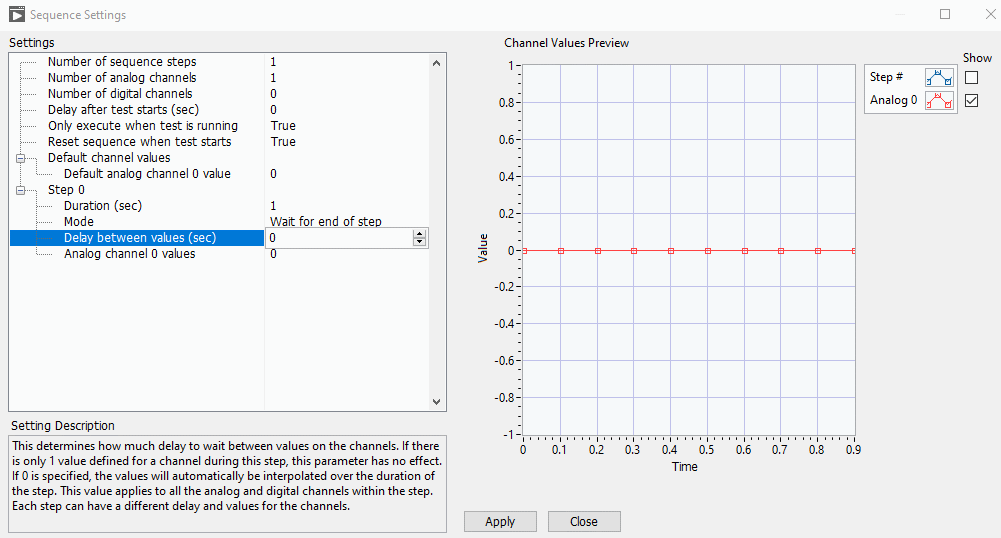 Sequence Settings
Settings
Number of sequence steps 1
Number of analog channels 1
Number of digital channels 0
Delay after test starts (sec) 0
Only execute when test is running True
Reset sequence when test starts True
Default channel values
Default analog channel 0 value 0
Step 0
Duration (sec) 1
Mode Wait for end of step
Delay between values (sec) 0
Analog channel 0 values 0
Setting Description
This determines how much delay to wait between values on the channels. If there
is only 1 value defined for a channel during this step, this parameter has no effect.
If 0 is specified, the values will automatically be interpolated over the duration of
the step. This value applies to all the analog and digital channels within the step.
Each step can have a different delay and values for the channels.
Channel Values Preview
Show
Step #
Analog 0
Value
1
0.8
0.6
0.4
0.2
0
-0.2
-0.4
-0.6
-0.8
-1
0 0.1 0.2 0.3 0.4 0.5 0.6 0.7 0.8 0.9
Time
Apply Close